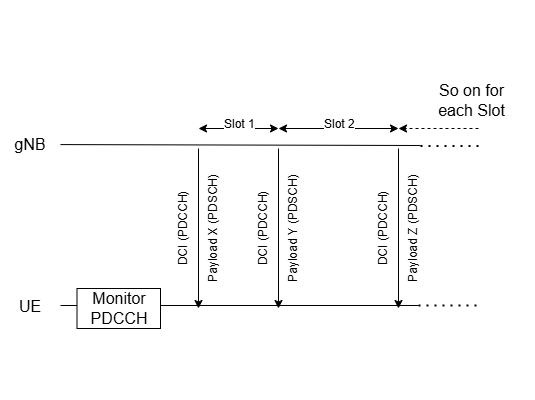 So on for
each Slot
Slot 1
Slot 2
gNB
DCI (PDCCH)
Payload X (PDSCH)
DCI (PDCCH)
Payload Y (PDSCH)
DCI (PDCCH)
Payload Z (PDSCH)
UE
Monitor
PDCCH